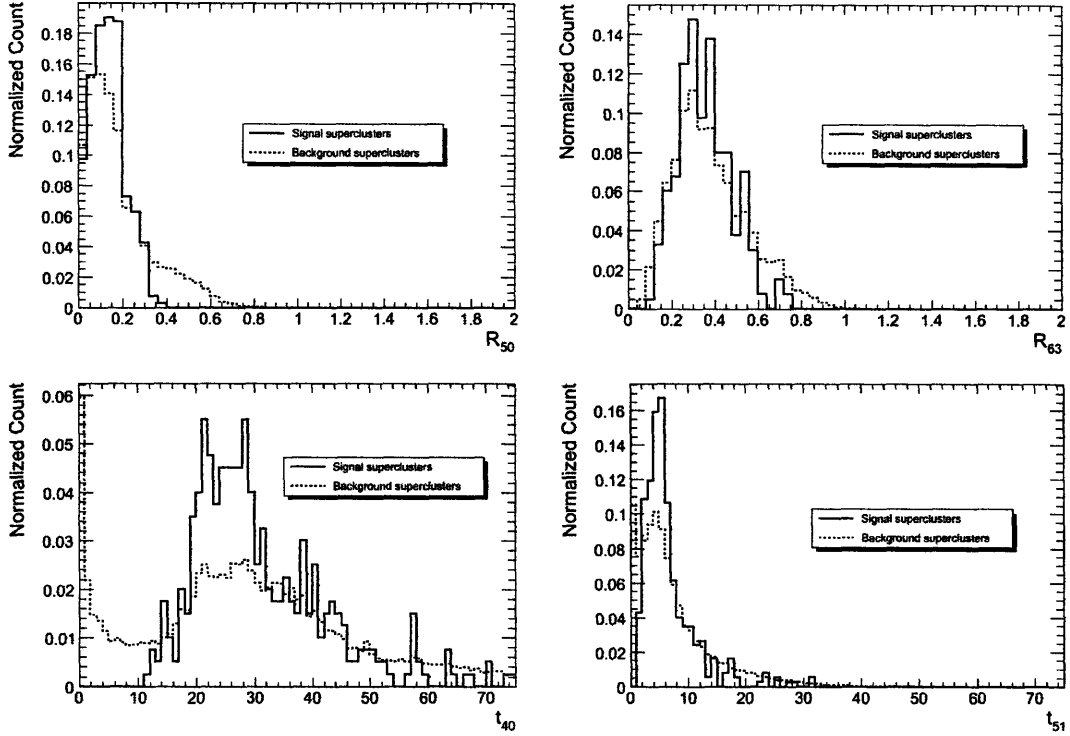 Normalized Count
0.2
0.18
0.16
0.14
0.12
0.1
0.08
0.06
0.04
0.02
0
Signal superclusters
Background superclusters
0 0.2 0.4 0.6 0.8 1 1.2 1.4 1.6 1.8 2
R50
Normalized Count
0.14
0.12
0.1
0.08
0.06
0.04
0.02
0
Signal superclusters
Background superclusters
0 0.2 0.4 0.6 0.8 1 1.2 1.4 1.6 1.8 2
R63
Normalized Count
0.06
0.05
0.04
0.03
0.02
0.01
0
Signal superclusters
Background superclusters
0 10 20 30 40 50 60 70
t40
Normalized Count
0.16
0.14
0.12
0.1
0.08
0.06
0.04
0.02
0
Signal superclusters
Background superclusters
0 10 20 30 40 50 60 70
t51